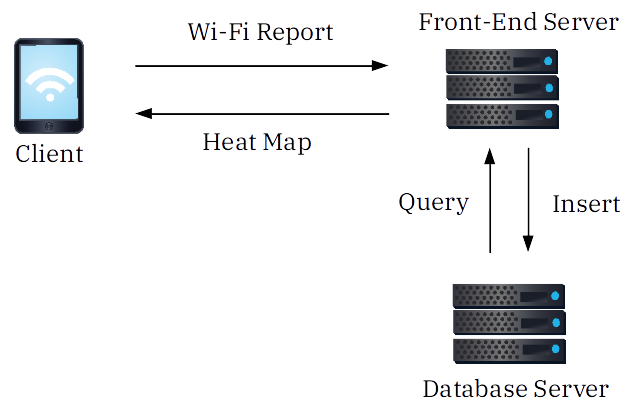 Front-End Server
Wi-Fi Report
Client
Heat Map
Query
Insert
Database Server